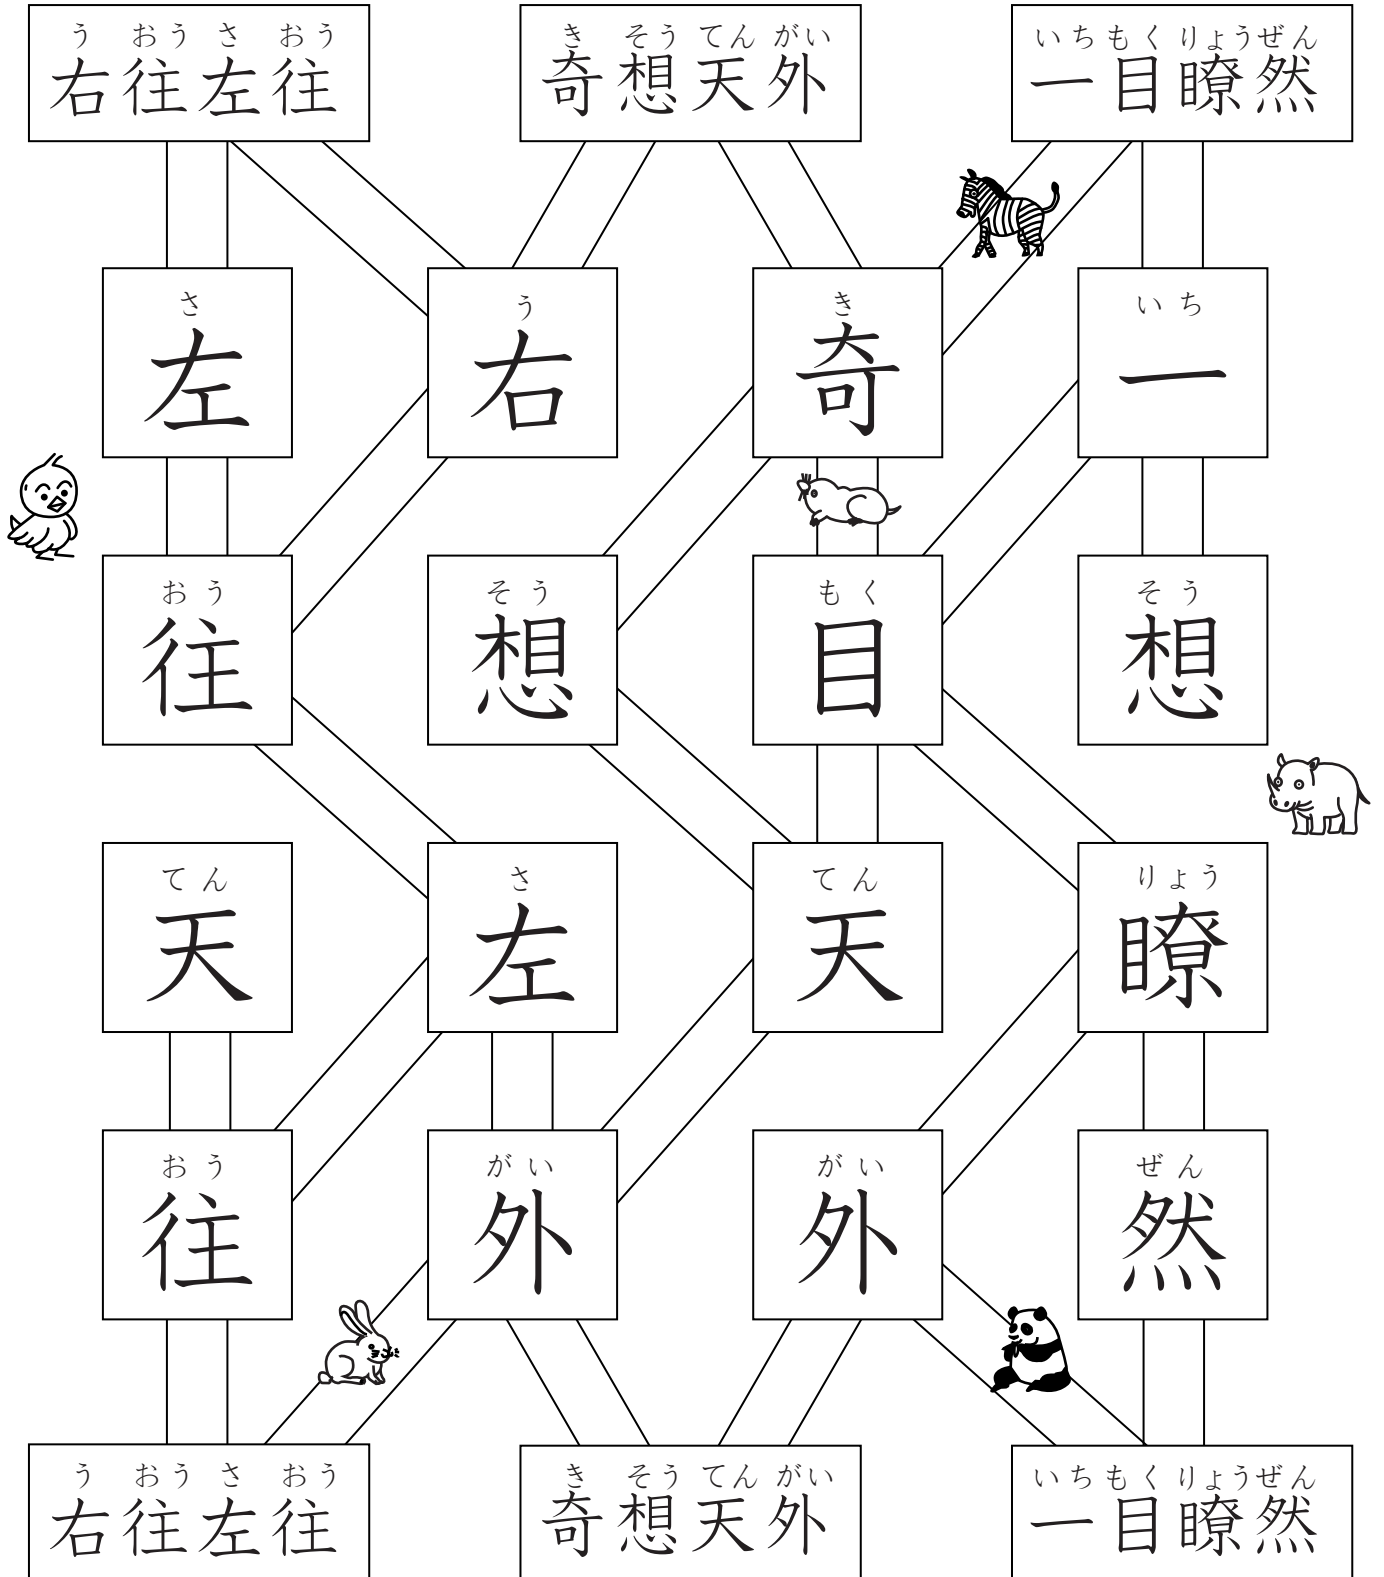 うおうさおう きそうてんがい いちもくりょうぜん
右往左往 奇想天外 一目瞭然
さ う き いち
左 右 奇 一
おう そう もく そう
往 想 目 想
てん さ てん りょう
天 左 天 瞭
おう がい がい ぜん
往 外 外 然
うおうさおう きそうてんがい いちもくりょうぜん
右往左往 奇想天外 一目瞭然